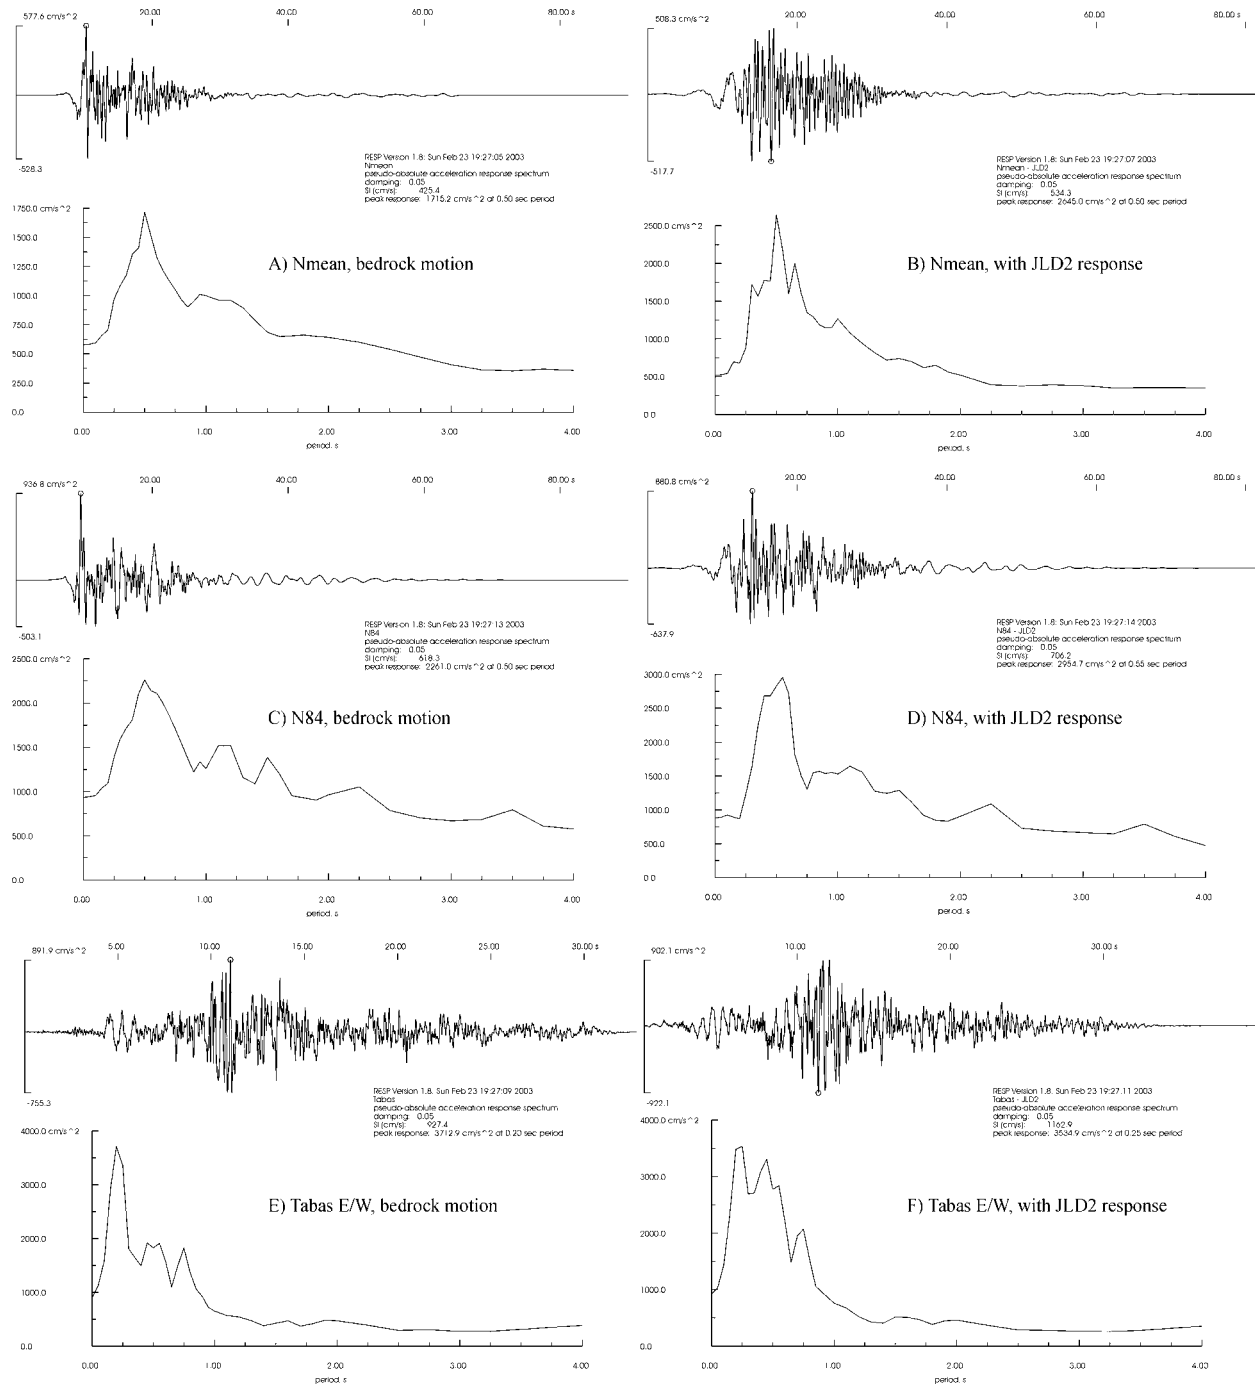 577.6 cm/s^2
20.00
40.00
60.00
80.00 s
-528.3
RESP Version 1.8: Sun Feb 23 19:27:05 2003
Nmean
pseudo-absolute acceleration response spectrum
damping: 0.05
SI (cm/s): 425.4
peak response: 1715.2 cm/s^2 at 0.50 sec period
1750.0 cm/s^2
1500.0
1250.0
1000.0
750.0
500.0
250.0
0.0
A) Nmean, bedrock motion
0.00
1.00
2.00
3.00
4.00
period, s
508.3 cm/s^2
20.00
40.00
60.00
80.00 s
-517.7
RESP Version 1.8: Sun Feb 23 19:27:07 2003
Nmean - JLD2
pseudo-absolute acceleration response spectrum
damping: 0.05
SI (cm/s): 534.3
peak response: 2645.0 cm/s^2 at 0.50 sec period
2500.0 cm/s^2
2000.0
1500.0
1000.0
500.0
0.0
B) Nmean, with JLD2 response
0.00
1.00
2.00
3.00
4.00
period, s
936.8 cm/s^2
20.00
40.00
60.00
80.00 s
-503.1
RESP Version 1.8: Sun Feb 23 19:27:13 2003
N84
pseudo-absolute acceleration response spectrum
damping: 0.05
SI (cm/s): 618.3
peak response: 2261.0 cm/s^2 at 0.50 sec period
2500.0 cm/s^2
2000.0
1500.0
1000.0
500.0
0.0
C) N84, bedrock motion
0.00
1.00
2.00
3.00
4.00
period, s
880.8 cm/s^2
20.00
40.00
60.00
80.00 s
-637.9
RESP Version 1.8: Sun Feb 23 19:27:14 2003
N84 - JLD2
pseudo-absolute acceleration response spectrum
damping: 0.05
SI (cm/s): 706.2
peak response: 2954.7 cm/s^2 at 0.55 sec period
3000.0 cm/s^2
2500.0
2000.0
1500.0
1000.0
500.0
0.0
D) N84, with JLD2 response
0.00
1.00
2.00
3.00
4.00
period, s
891.9 cm/s^2
5.00
10.00
15.00
20.00
25.00
30.00 s
-755.3
RESP Version 1.8: Sun Feb 23 19:27:09 2003
Tabas
pseudo-absolute acceleration response spectrum
damping: 0.05
SI (cm/s): 927.4
peak response: 3712.9 cm/s^2 at 0.20 sec period
4000.0 cm/s^2
3000.0
2000.0
1000.0
0.0
E) Tabas E/W, bedrock motion
0.00
1.00
2.00
3.00
4.00
period, s
902.1 cm/s^2
10.00
20.00
30.00
-922.1
RESP Version 1.8: Sun Feb 23 19:27:11 2003
Tabas - JLD2
pseudo-absolute acceleration response spectrum
damping: 0.05
SI (cm/s): 1162.9
peak response: 3534.9 cm/s^2 at 0.25 sec period
4000.0 cm/s^2
3000.0
2000.0
1000.0
0.0
F) Tabas E/W, with JLD2 response
0.00
1.00
2.00
3.00
4.00
period, s